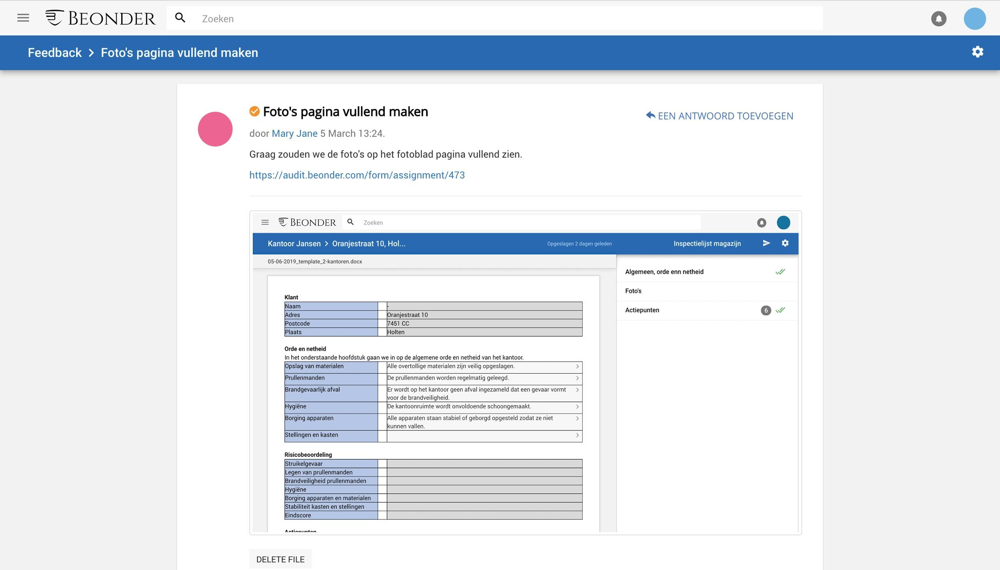 BEONDER
Zoeken
Feedback > Foto's pagina vullend maken
Foto's pagina vullend maken
EEN ANTWOORD TOEVOEGEN
door Mary Jane 5 March 13:24.
Graag zouden we de foto's op het fotoblad pagina vullend zien.
https://audit.beonder.com/form/assignment/473
BEONDER
Zoeken
Kantoor Jansen > Oranjestraat 10, Hol...
Opgeslagen 2 dagen geleden
Inspectielijst magazijn
05-06-2019_template_2-kantoren.docx
Klant
Naam -
Adres Oranjestraat 10
Postcode 7451 CC
Plaats Holten
Orde en netheid
In het onderstaande hoofdstuk gaan we in op de algemene orde en netheid van het kantoor.
Opslag van materialen Alle overtollige materialen zijn veilig opgeslagen.
Prullenmanden De prullenmanden worden regelmatig geleegd.
Brandgevaarlijk afval Er wordt op het kantoor geen afval ingezameld dat een gevaar vormt
voor de brandveiligheid.
Hygiëne De kantoonruimte wordt onvoldoende schoongemaakt.
Borging apparaten Alle apparaten staan stabiel of geborgd opgesteld zodat ze niet
kunnen vallen.
Stellingen en kasten
Risicobeoordeling
Struikelgevaar
Legen van prullenmanden
Brandveiligheid prullenmanden
Hygiëne
Borging apparaten en materialen
Stabiliteit kasten en stellingen
Eindscore
Actiepunten
Algemeen, orde enn netheid
Foto's
Actiepunten 6
DELETE FILE